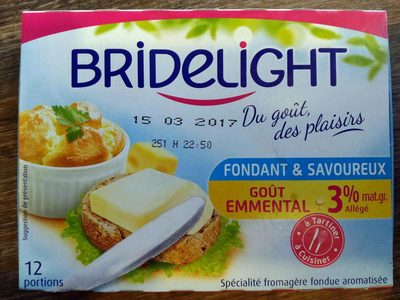 BRIDeLIGHT
15 03 2017
251 H 22:50
Du goût,
des plaisirs
FONDANT & SAVOUREUX
GOÛT
EMMENTAL
3% mat.gr.
Allégé
à Tartiner
à Cuisiner
Suggestion de présentation
12
portions
Spécialité fromagère fondue aromatisée